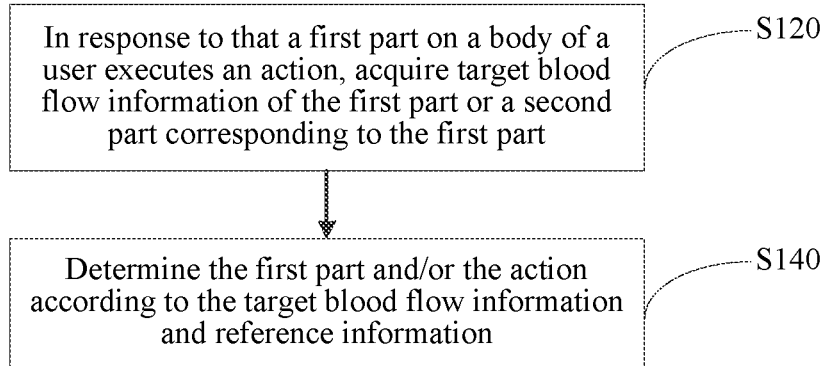 In response to that a first part on a body of a
user executes an action, acquire target blood
flow information of the first part or a second
part corresponding to the first part
S120
Determine the first part and/or the action
according to the target blood flow information
and reference information
S140